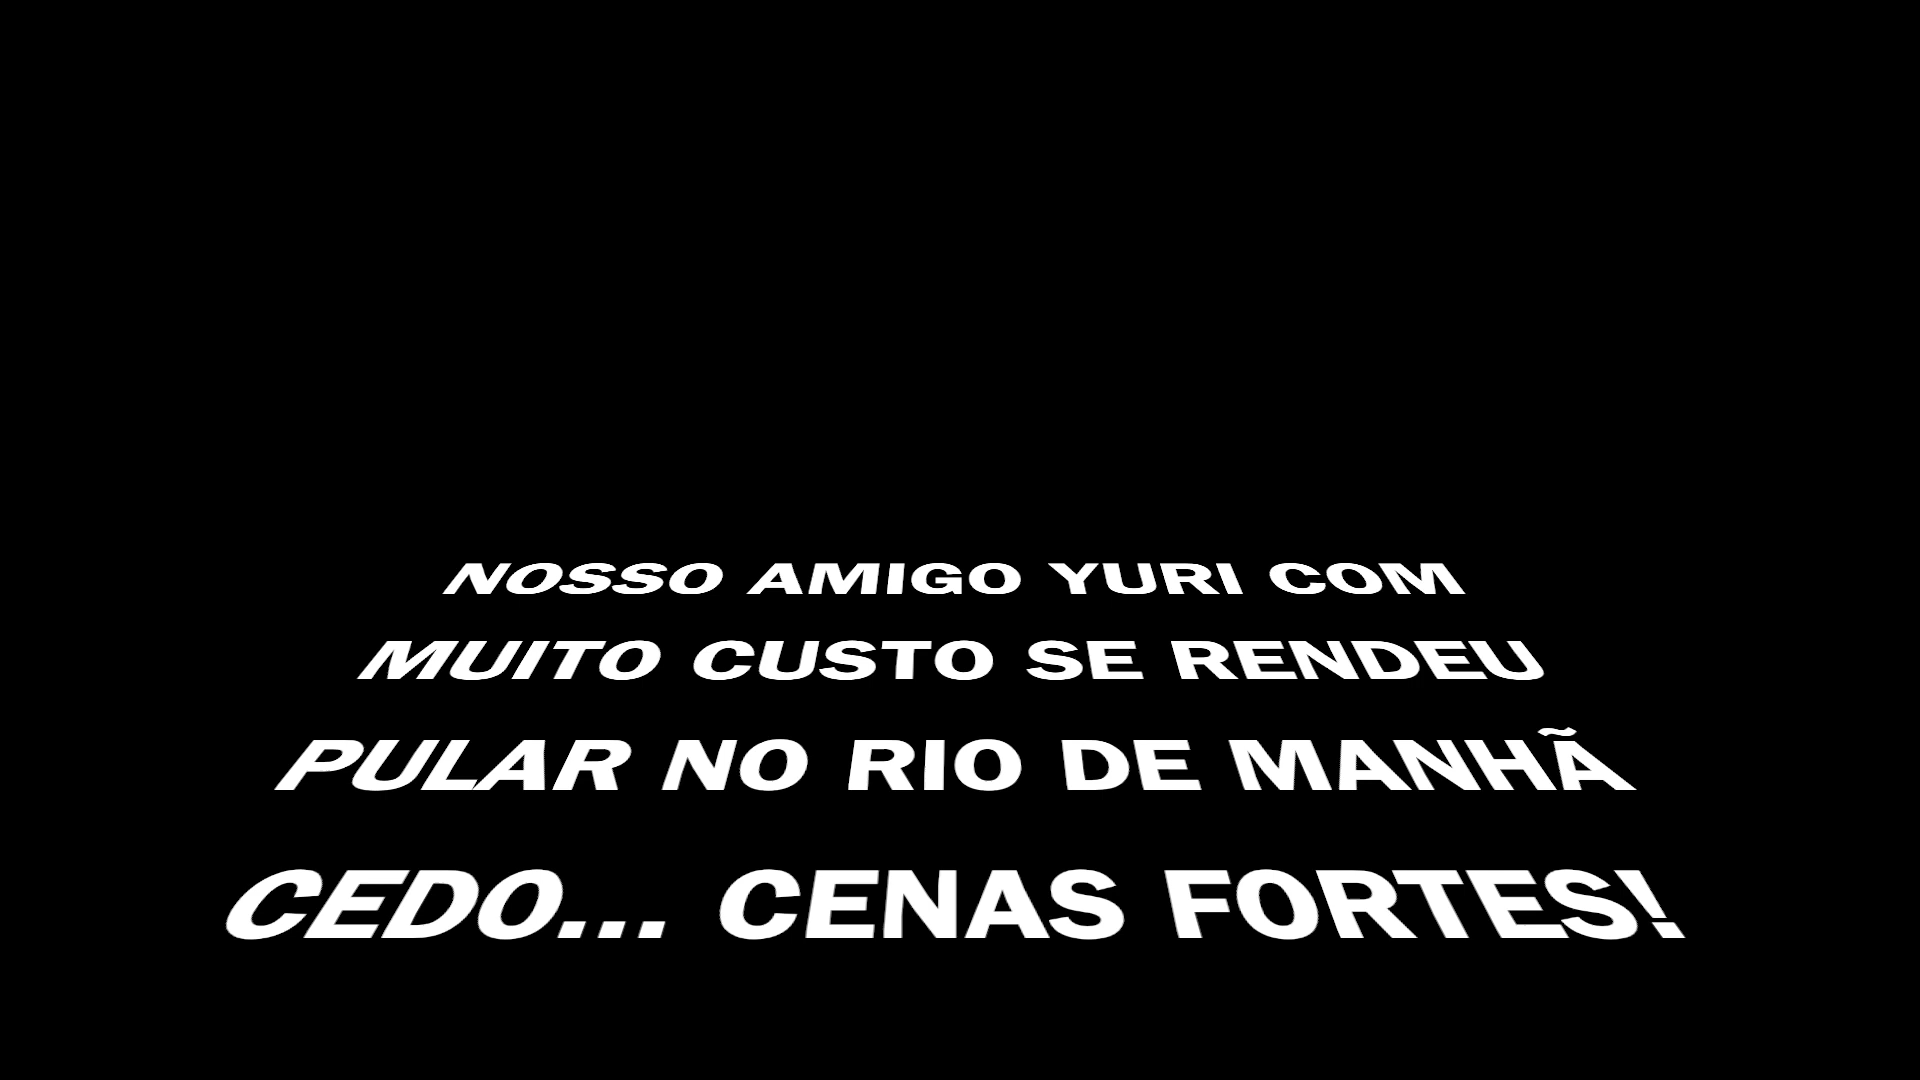 NOSSO AMIGO YURI COM
MUITO CUSTO SE RENDEU
PULAR NO RIO DE MANHÃ
CEDO... CENAS FORTES!